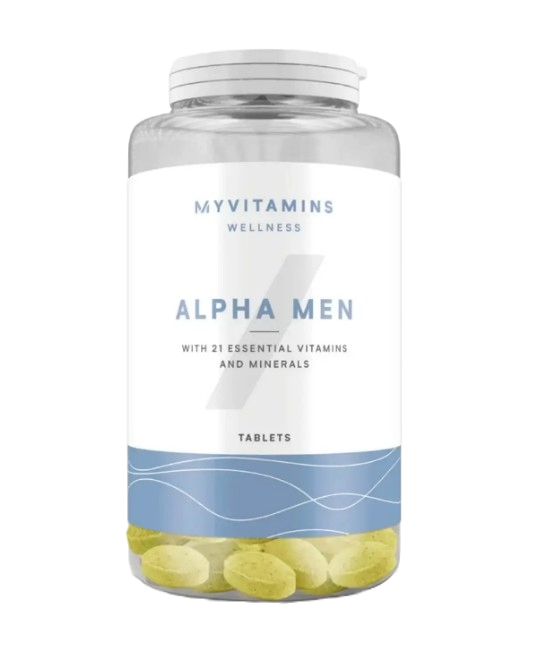 MYVITAMINS
WELLNESS
ALPHA MEN
WITH 21 ESSENTIAL VITAMINS
AND MINERALS
TABLETS